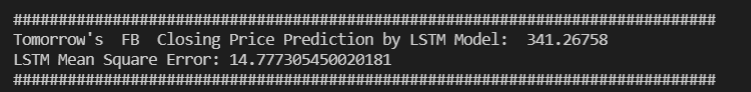 ##############################################################################
Tomorrow's  FB  Closing Price Prediction by LSTM Model:  341.26758
LSTM Mean Square Error: 14.777305450020181
##############################################################################